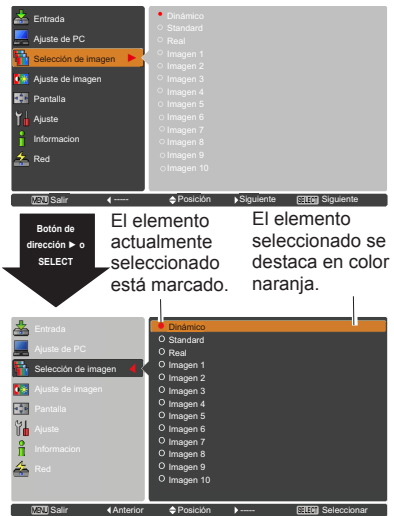 Entrada
Ajuste de PC
Selección de imagen
Ajuste de imagen
Pantalla
Ajuste
Informacion
Red
Dinámico
Standard
Real
Imagen 1
Imagen 2
Imagen 3
Imagen 4
Imagen 5
Imagen 6
Imagen 7
Imagen 8
Imagen 9
Imagen 10
MENU Salir
-----
Posición
Siguiente
SELECT Siguiente
Botón de
dirección ► o
SELECT
El elemento
actualmente
seleccionado
está marcado.
El elemento
seleccionado se
destaca en color
naranja.
Entrada
Ajuste de PC
Selección de imagen
Ajuste de imagen
Pantalla
Ajuste
Informacion
Red
Dinámico
Standard
Real
Imagen 1
Imagen 2
Imagen 3
Imagen 4
Imagen 5
Imagen 6
Imagen 7
Imagen 8
Imagen 9
Imagen 10
MENU Salir
Anterior
Posición
-----
SELECT Seleccionar